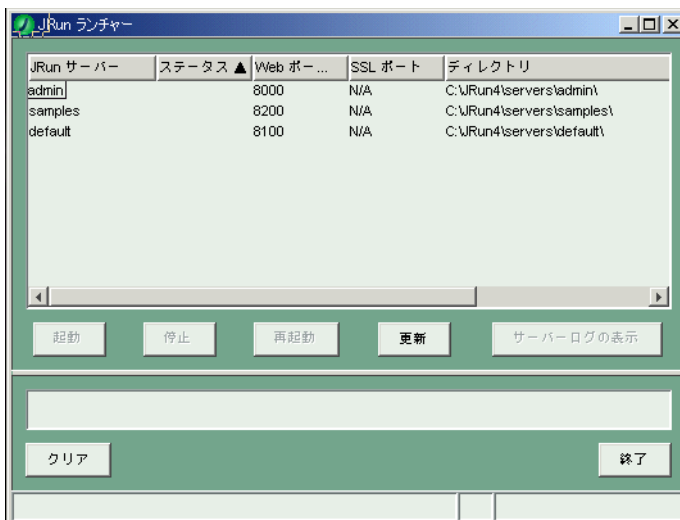 JRun ランチャー
JRun サーバー ステータス ▲ Web ポー... SSL ポート ディレクトリ
admin 8000 N/A C:\JRun4\servers\admin\
samples 8200 N/A C:\JRun4\servers\samples\
default 8100 N/A C:\JRun4\servers\default\
起動 停止 再起動 更新 サーバーログの表示
クリア 終了